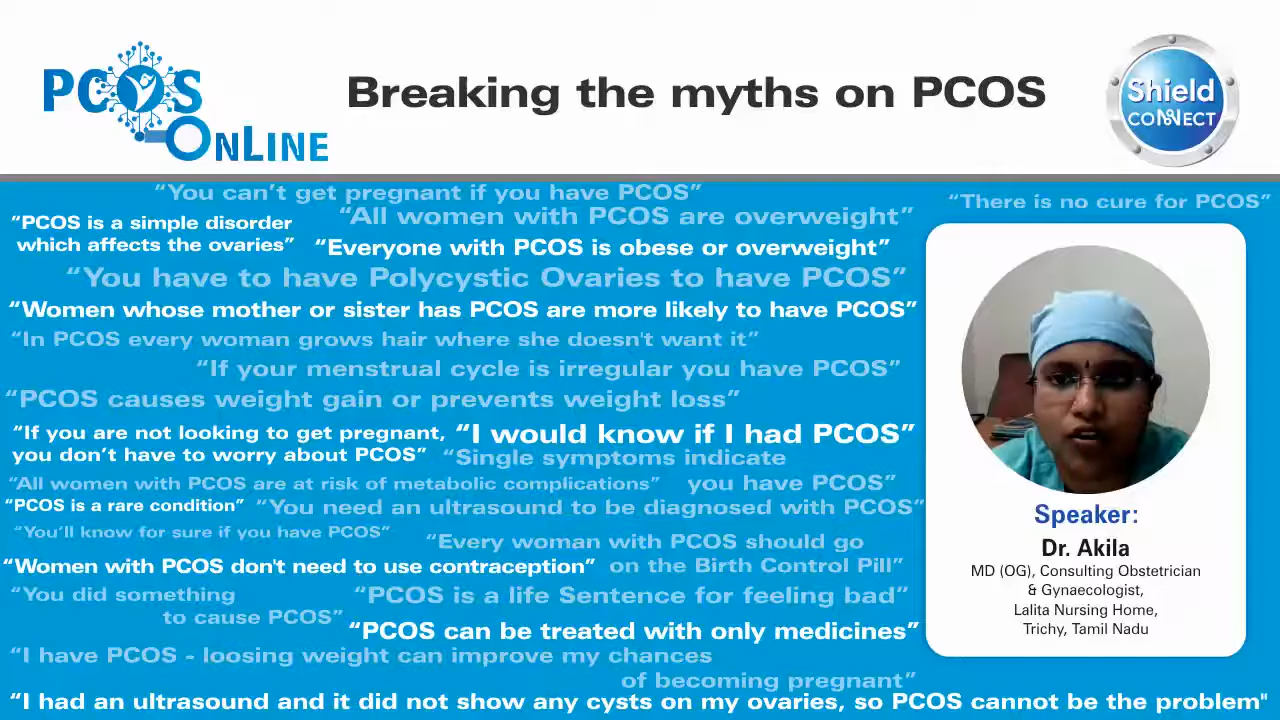 PCOS
ONLINE
Breaking the myths on PCOS
Shield
CONNECT
“You can’t get pregnant if you have PCOS”
“There is no cure for PCOS”
“PCOS is a simple disorder
which affects the ovaries”
“All women with PCOS are overweight”
“Everyone with PCOS is obese or overweight”
“You have to have Polycystic Ovaries to have PCOS”
“Women whose mother or sister has PCOS are more likely to have PCOS”
“In PCOS every woman grows hair where she doesn't want it”
“If your menstrual cycle is irregular you have PCOS”
“PCOS causes weight gain or prevents weight loss”
“If you are not looking to get pregnant,
you don’t have to worry about PCOS”
“I would know if I had PCOS”
“Single symptoms indicate
you have PCOS”
“All women with PCOS are at risk of metabolic complications”
“PCOS is a rare condition”
“You need an ultrasound to be diagnosed with PCOS”
“You’ll know for sure if you have PCOS”
“Every woman with PCOS should go
on the Birth Control Pill”
“Women with PCOS don't need to use contraception”
“You did something
to cause PCOS”
“PCOS is a life Sentence for feeling bad”
“PCOS can be treated with only medicines”
“I have PCOS - loosing weight can improve my chances
of becoming pregnant”
“I had an ultrasound and it did not show any cysts on my ovaries, so PCOS cannot be the problem"
Speaker:
Dr. Akila
MD (OG), Consulting Obstetrician
& Gynaecologist,
Lalita Nursing Home,
Trichy, Tamil Nadu